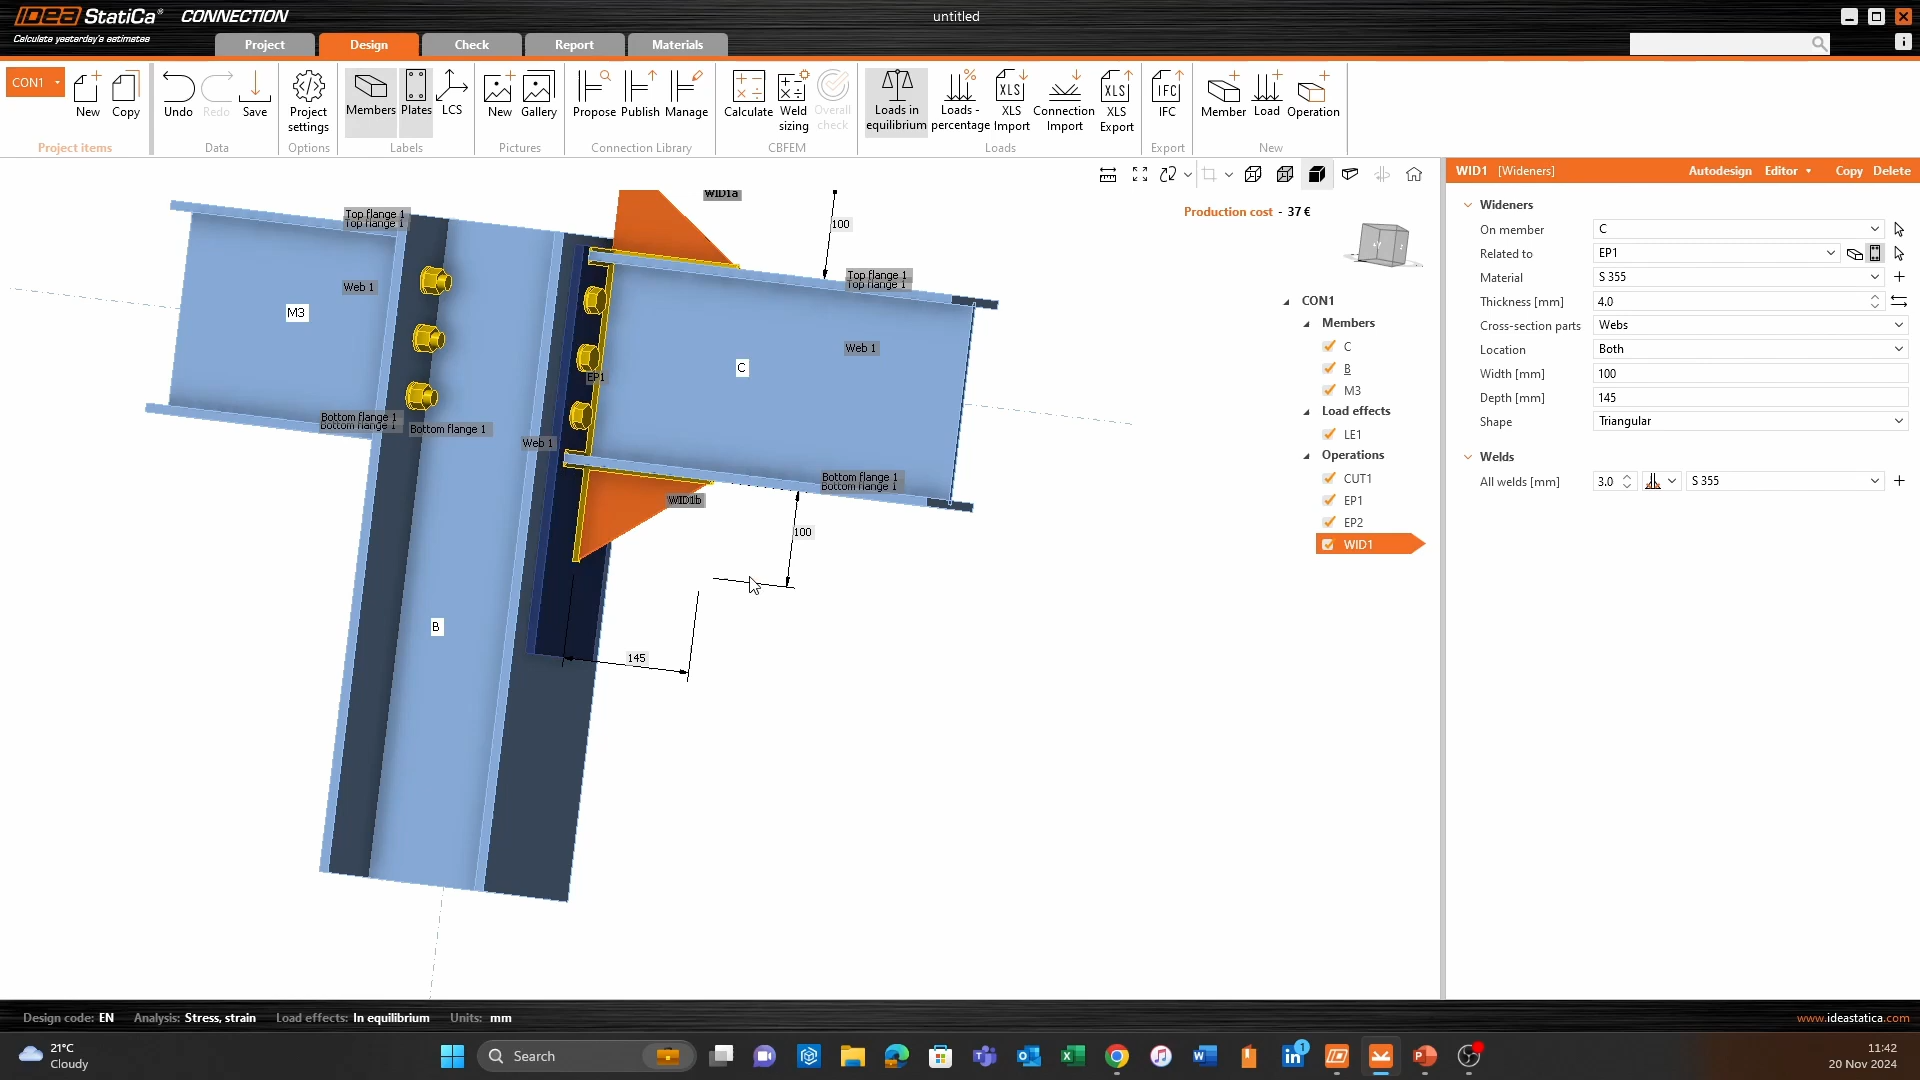 IDEA StatiCa® CONNECTION
Calculate yesterday's estimates
untitled
Project
Design
Check
Report
Materials
CON1
New
Copy
Undo
Redo
Save
Project settings
Members
Plates
LCS
New
Gallery
Propose
Publish
Manage
Calculate
Weld sizing
Overall check
Loads in equilibrium
Loads - percentage
XLS Import
Connection Import
XLS Export
IFC
Member
Load
Operation
Project items
Data
Options
Labels
Pictures
Connection Library
CBFEM
Loads
Export
New
Production cost - 37 €
WID1a
100
Top flange 1
Top flange 1
Top flange 1
Top flange 1
Web 1
M3
Web 1
C
EP1
Bottom flange 1
Bottom flange 1
Bottom flange 1
Web 1
Bottom flange 1
Bottom flange 1
WID1b
100
B
145
CON1
Members
C
B
M3
Load effects
LE1
Operations
CUT1
EP1
EP2
WID1
WID1 [Wideners]
Autodesign
Editor
Copy
Delete
Wideners
On member C
Related to EP1
Material S 355
Thickness [mm] 4.0
Cross-section parts Webs
Location Both
Width [mm] 100
Depth [mm] 145
Shape Triangular
Welds
All welds [mm] 3.0 S 355
Design code: EN Analysis: Stress, strain Load effects: In equilibrium Units: mm
www.ideastatica.com
21°C
Cloudy
Search
1
11:42
20 Nov 2024